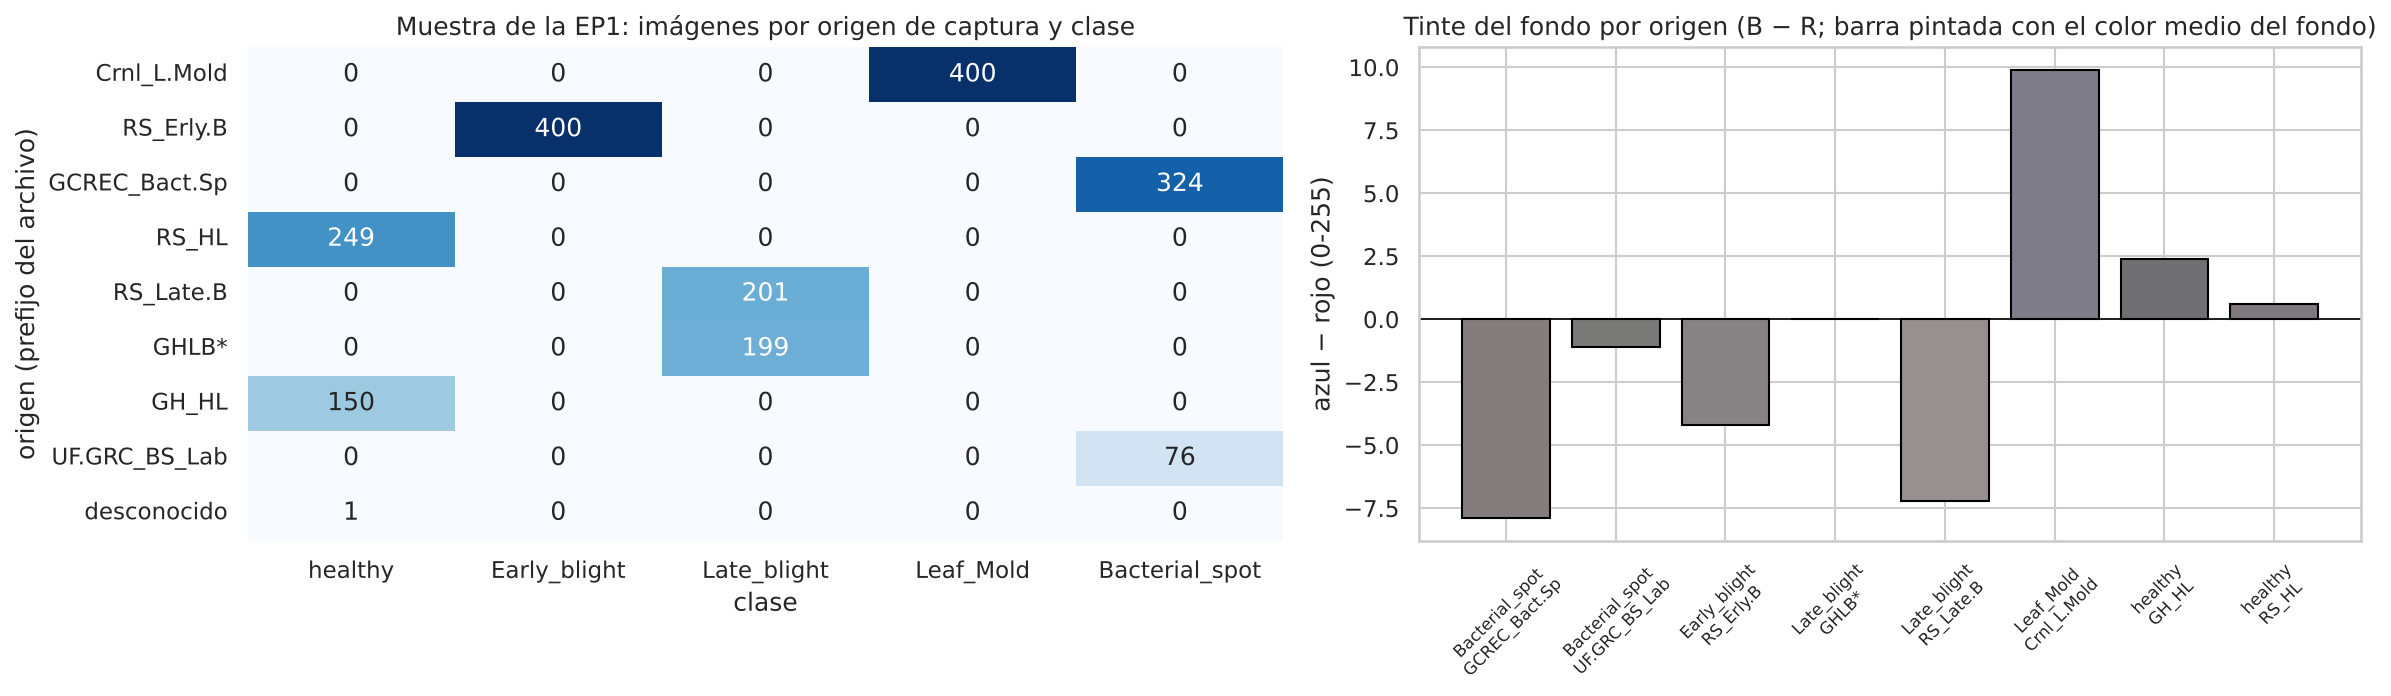 Muestra de la EP1: imágenes por origen de captura y clase
origen (prefijo del archivo)
Crnl_L.Mold 0 0 0 400 0
RS_Erly.B 0 400 0 0 0
GCREC_Bact.Sp 0 0 0 0 324
RS_HL 249 0 0 0 0
RS_Late.B 0 0 201 0 0
GHLB* 0 0 199 0 0
GH_HL 150 0 0 0 0
UF.GRC_BS_Lab 0 0 0 0 76
desconocido 1 0 0 0 0
healthy Early_blight Late_blight Leaf_Mold Bacterial_spot
clase
Tinte del fondo por origen (B − R; barra pintada con el color medio del fondo)
azul − rojo (0-255)
10.0
7.5
5.0
2.5
0.0
−2.5
−5.0
−7.5
Bacterial_spot
GCREC_Bact.Sp
Bacterial_spot
UF.GRC_BS_Lab
Early_blight
RS_Erly.B
Late_blight
GHLB*
Late_blight
RS_Late.B
Leaf_Mold
Crnl_L.Mold
healthy
GH_HL
healthy
RS_HL